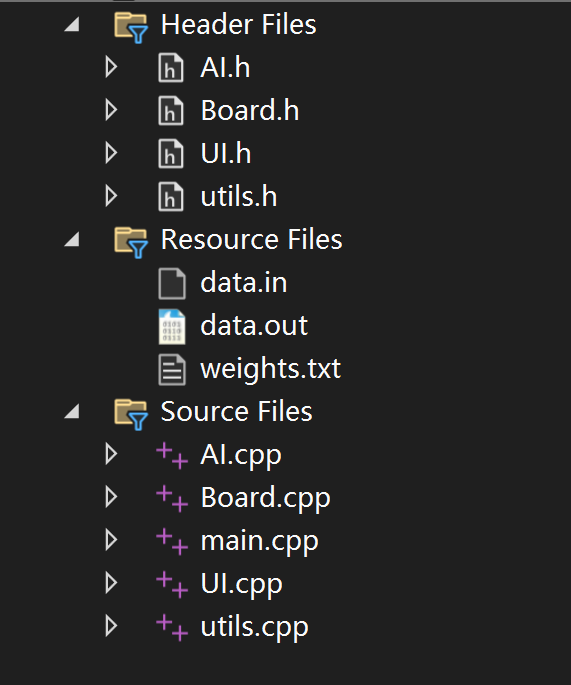 Header Files
AI.h
Board.h
UI.h
utils.h
Resource Files
data.in
data.out
weights.txt
Source Files
AI.cpp
Board.cpp
main.cpp
UI.cpp
utils.cpp